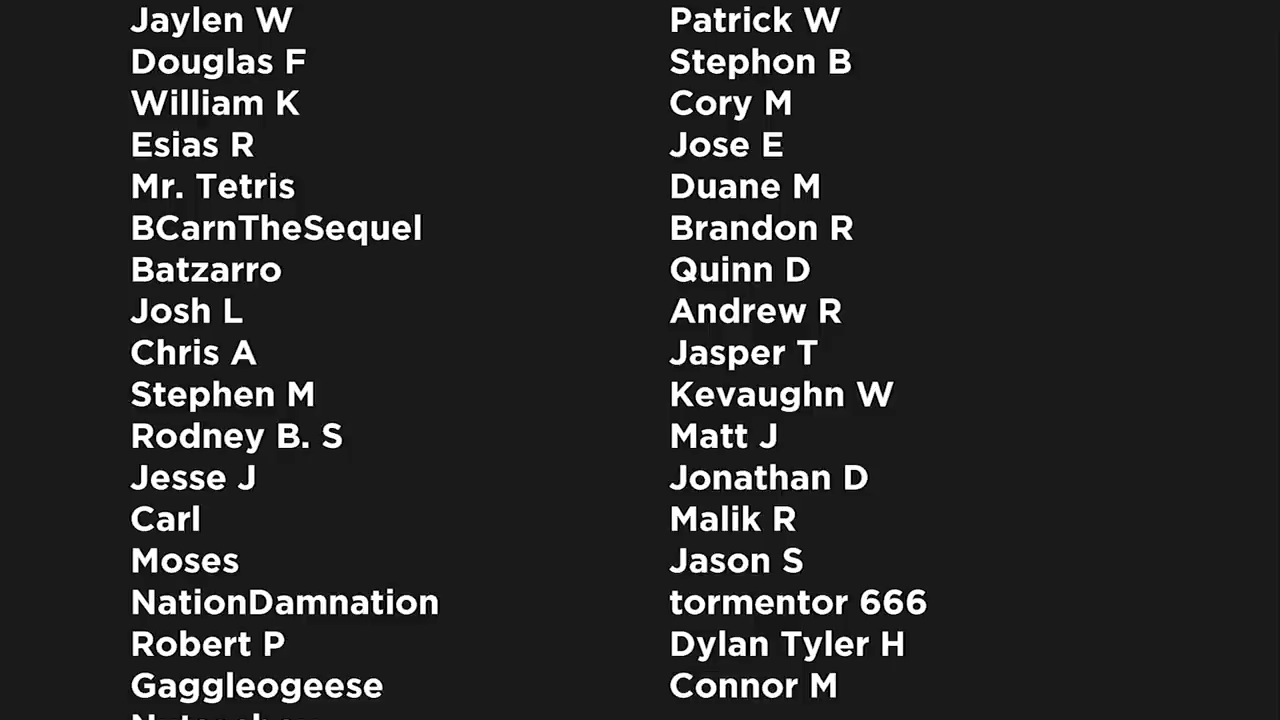 Jaylen W
Douglas F
William K
Esias R
Mr. Tetris
BCarnTheSequel
Batzarro
Josh L
Chris A
Stephen M
Rodney B. S
Jesse J
Carl
Moses
NationDamnation
Robert P
Gaggleogeese
Patrick W
Stephon B
Cory M
Jose E
Duane M
Brandon R
Quinn D
Andrew R
Jasper T
Kevaughn W
Matt J
Jonathan D
Malik R
Jason S
tormentor 666
Dylan Tyler H
Connor M